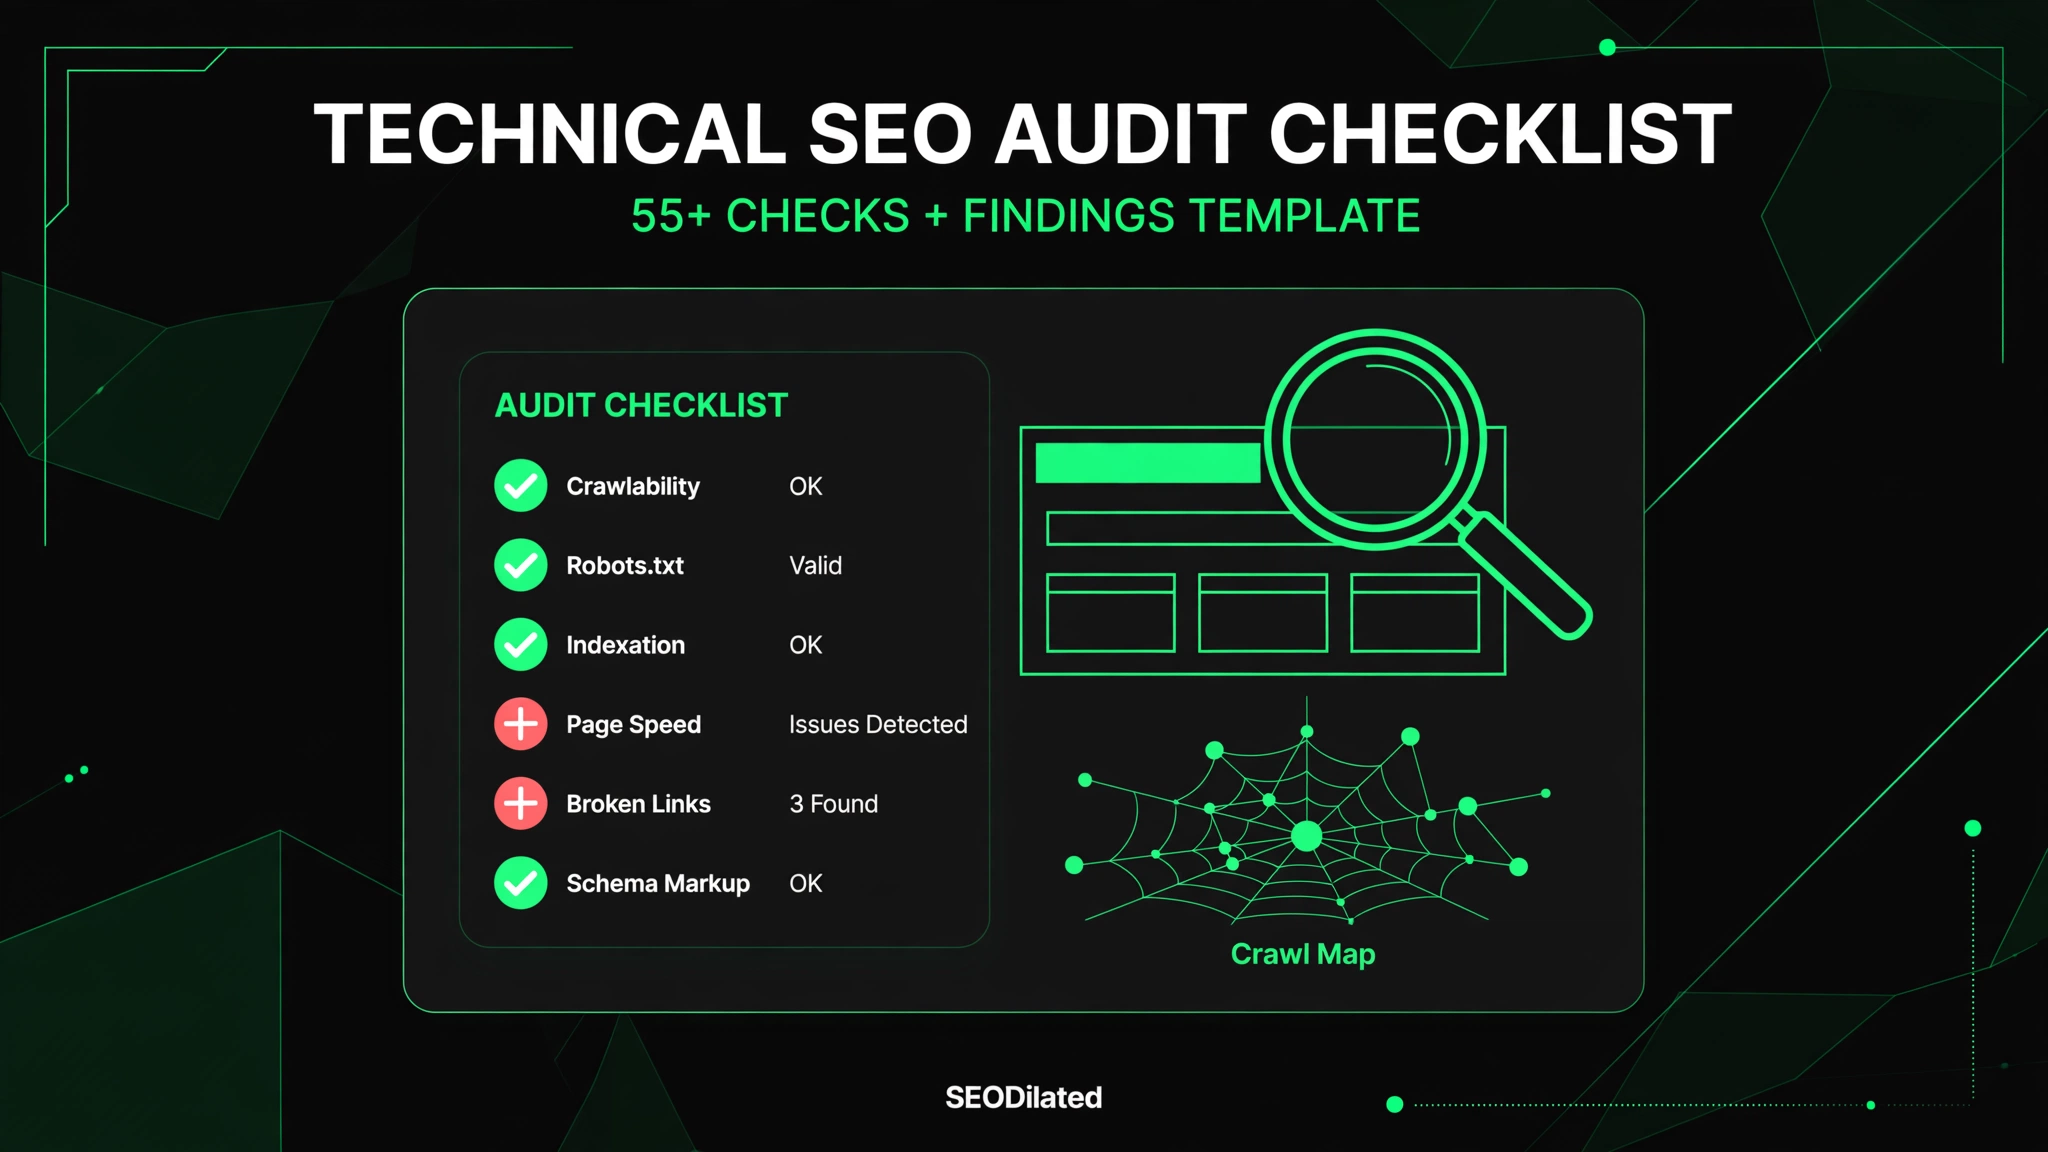 TECHNICAL SEO AUDIT CHECKLIST
55+ CHECKS + FINDINGS TEMPLATE
AUDIT CHECKLIST
Crawlability OK
Robots.txt Valid
Indexation OK
Page Speed Issues Detected
Broken Links 3 Found
Schema Markup OK
Crawl Map
SEODilated